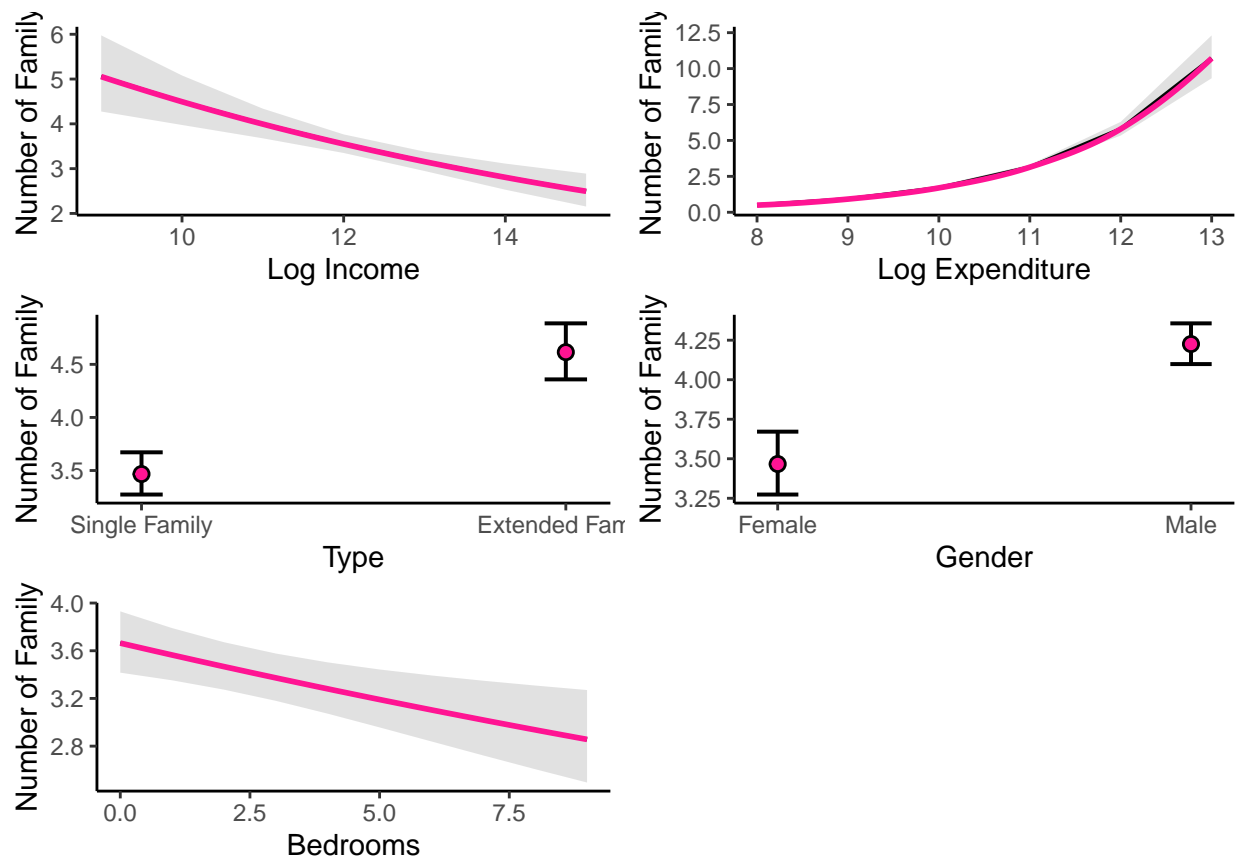 Number of Family
6
5
4
3
2
10
12
14
Log Income
Number of Family
12.5
10.0
7.5
5.0
2.5
0.0
8
9
10
11
12
13
Log Expenditure
Number of Family
4.5
4.0
3.5
Single Family
Extended Fam
Type
Number of Family
4.25
4.00
3.75
3.50
3.25
Female
Male
Gender
Number of Family
4.0
3.6
3.2
2.8
0.0
2.5
5.0
7.5
Bedrooms